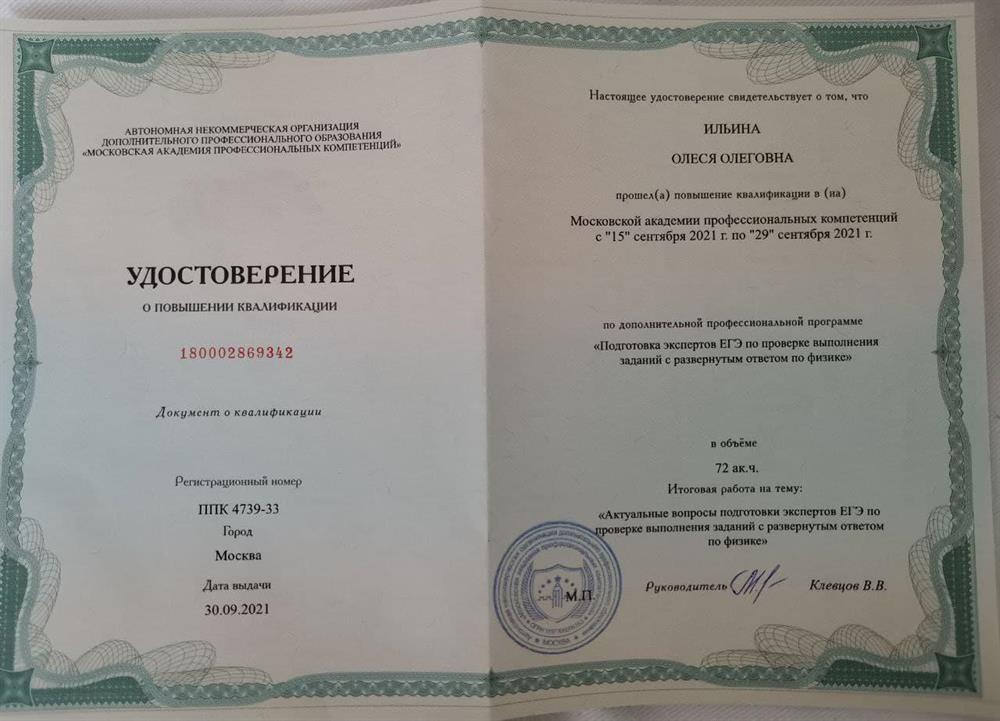 АВТОНОМНАЯ НЕКОММЕРЧЕСКАЯ ОРГАНИЗАЦИЯ
ДОПОЛНИТЕЛЬНОГО ПРОФЕССИОНАЛЬНОГО ОБРАЗОВАНИЯ
«МОСКОВСКАЯ АКАДЕМИЯ ПРОФЕССИОНАЛЬНЫХ КОМПЕТЕНЦИЙ»
УДОСТОВЕРЕНИЕ
О ПОВЫШЕНИИ КВАЛИФИКАЦИИ
180002869342
Документ о квалификации
Регистрационный номер
ППК 4739-33
Город
Москва
Дата выдачи
30.09.2021
Настоящее удостоверение свидетельствует о том, что
ИЛЬИНА
ОЛЕСЯ ОЛЕГОВНА
прошел(а) повышение квалификации в (на)
Московской академии профессиональных компетенций
с "15" сентября 2021 г. по "29" сентября 2021 г.
по дополнительной профессиональной программе
«Подготовка экспертов ЕГЭ по проверке выполнения
заданий с развернутым ответом по физике»
в объёме
72 ак.ч.
Итоговая работа на тему:
«Актуальные вопросы подготовки экспертов ЕГЭ по
проверке выполнения заданий с развернутым ответом
по физике»
М.П.
Руководитель Клевцов В.В.
МОСКВА